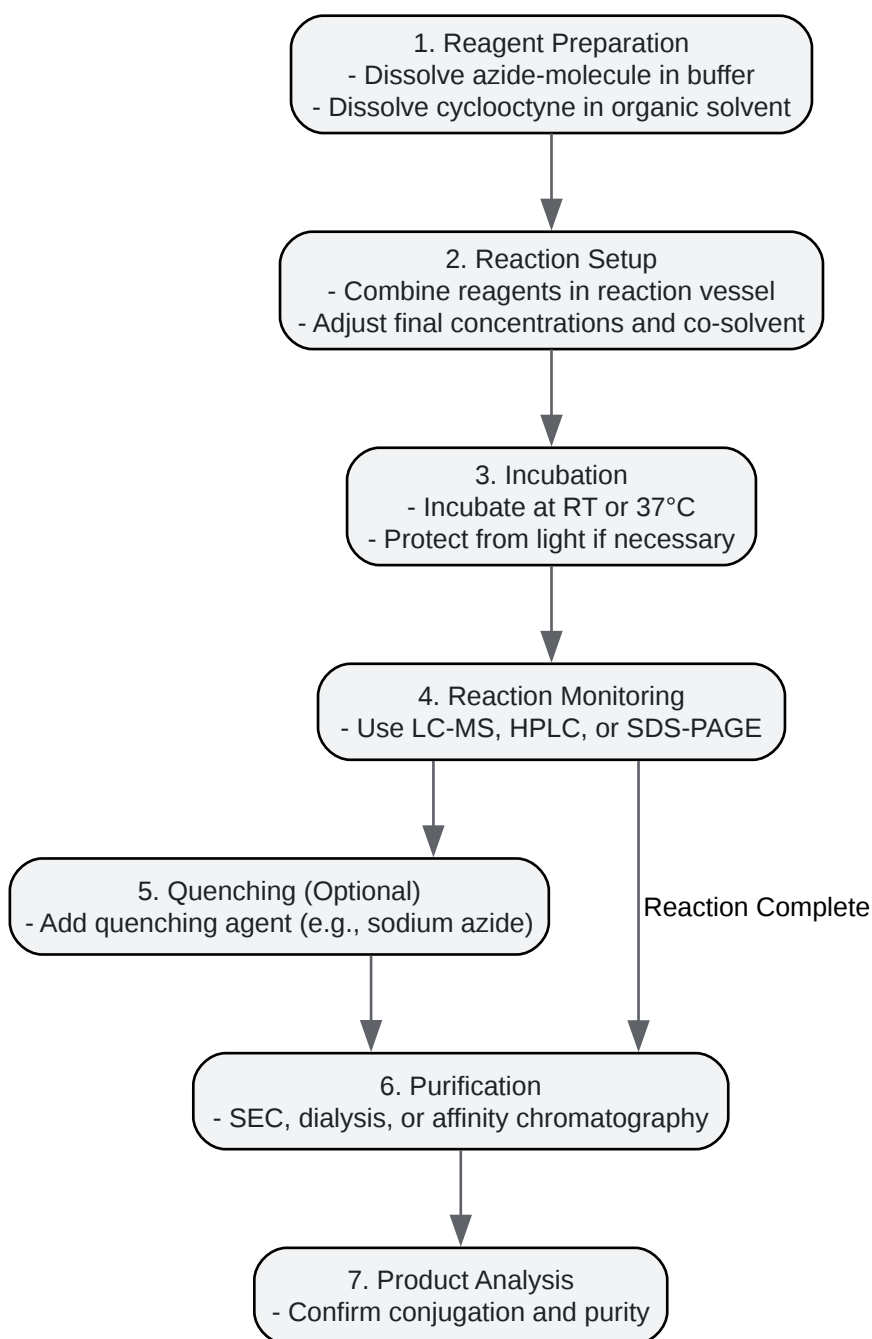 1. Reagent Preparation
- Dissolve azide-molecule in buffer
- Dissolve cyclooctyne in organic solvent
2. Reaction Setup
- Combine reagents in reaction vessel
- Adjust final concentrations and co-solvent
3. Incubation
- Incubate at RT or 37°C
- Protect from light if necessary
4. Reaction Monitoring
- Use LC-MS, HPLC, or SDS-PAGE
5. Quenching (Optional)
- Add quenching agent (e.g., sodium azide)
Reaction Complete
6. Purification
- SEC, dialysis, or affinity chromatography
7. Product Analysis
- Confirm conjugation and purity